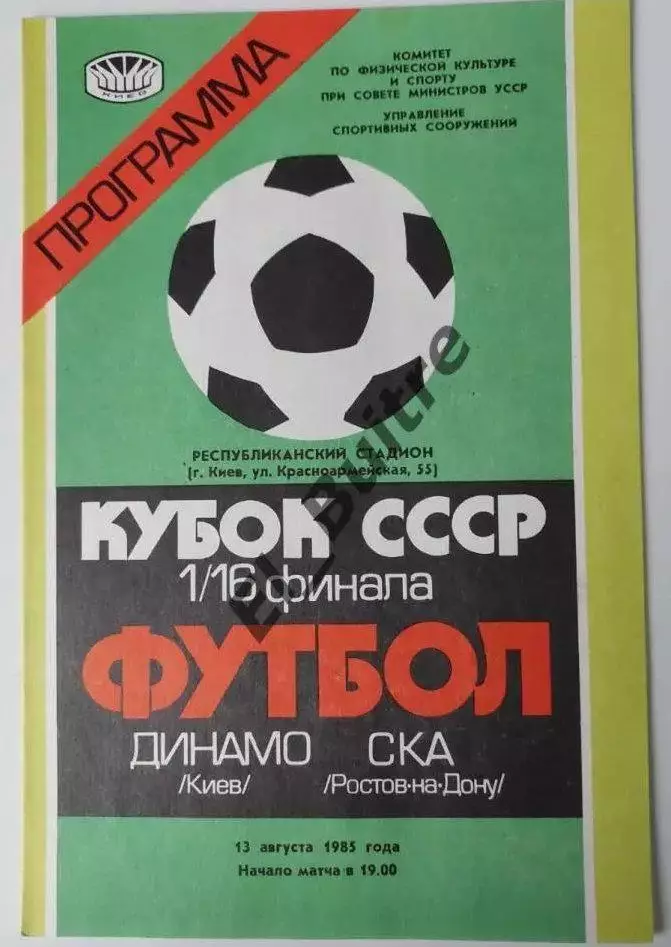 КИЕВ
ПРОГРАММА
КОМИТЕТ
ПО ФИЗИЧЕСКОЙ КУЛЬТУРЕ
И СПОРТУ
ПРИ СОВЕТЕ МИНИСТРОВ УССР
УПРАВЛЕНИЕ
СПОРТИВНЫХ СООРУЖЕНИЙ
РЕСПУБЛИКАНСКИЙ СТАДИОН
(г. Киев, ул. Красноармейская, 55)
КУБОК СССР
1/16 финала
ФУТБОЛ
ДИНАМО СКА
/Киев/ /Ростов-на-Дону/
13 августа 1985 года
Начало матча в 19.00
El_Buitre